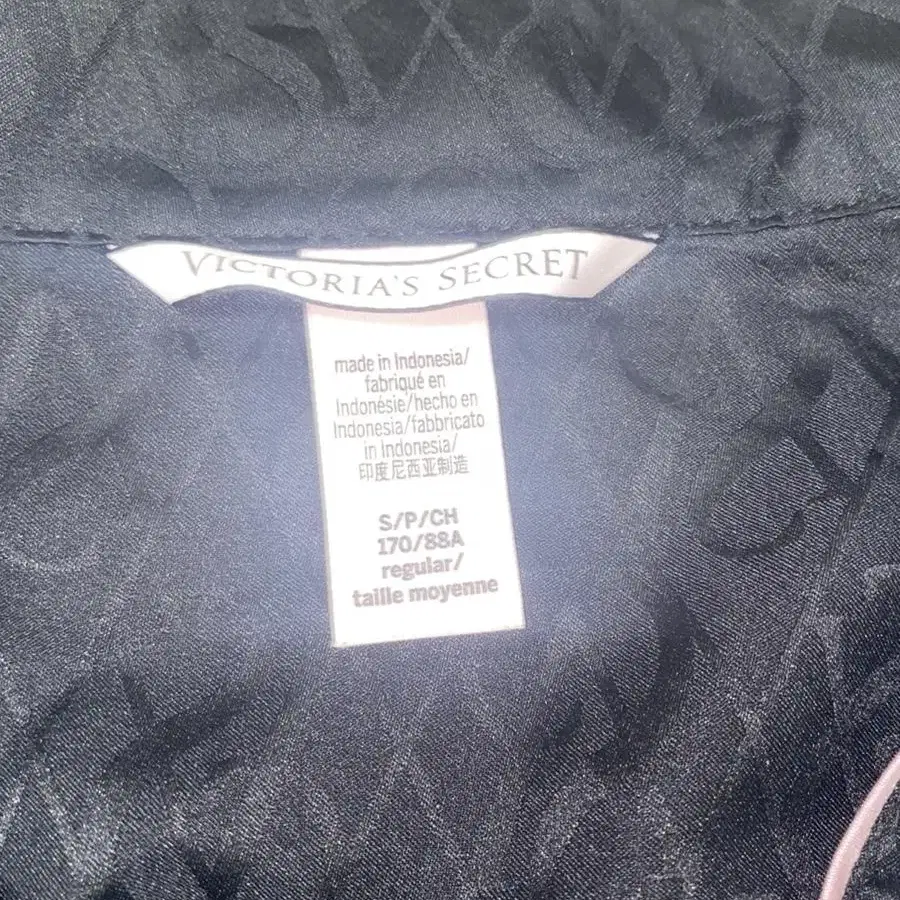 VICTORIA'S SECRET
made in Indonesia/
fabriqué en
Indonésie/hecho en
Indonesia/fabbricato
in Indonesia/
印度尼西亚制造
S/P/CH
170/88A
regular/
taille moyenne